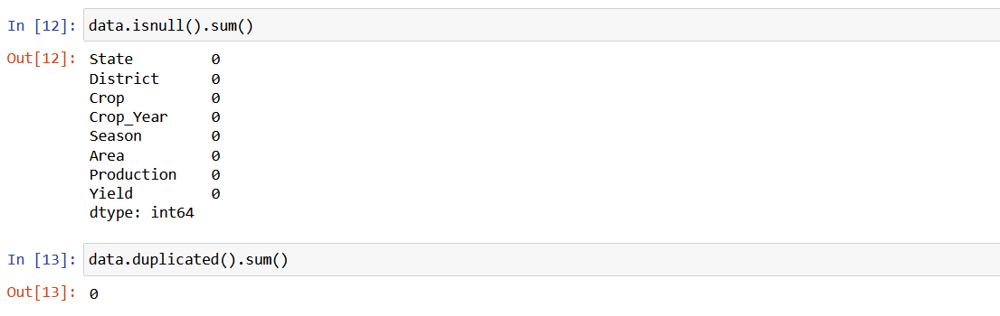 In [12]: data.isnull().sum()
Out[12]: State 0
District 0
Crop 0
Crop_Year 0
Season 0
Area 0
Production 0
Yield 0
dtype: int64
In [13]: data.duplicated().sum()
Out[13]: 0